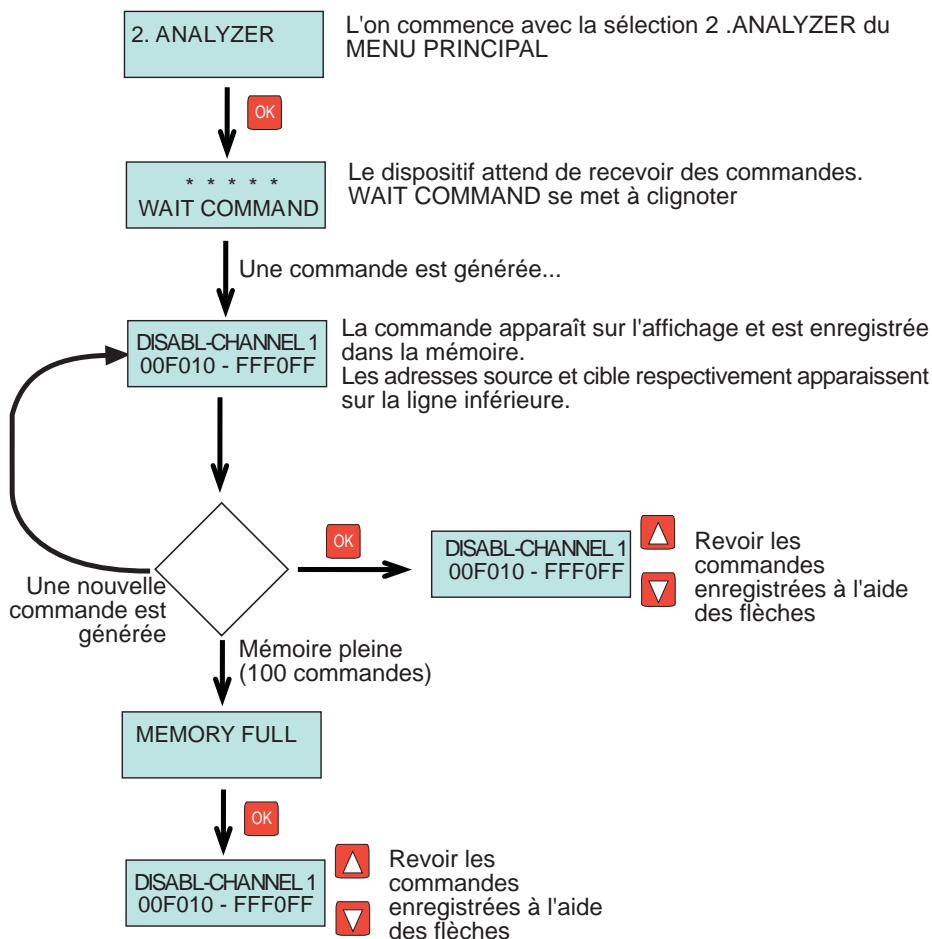 2. ANALYZER
L'on commence avec la sélection 2 .ANALYZER du
MENU PRINCIPAL
OK
* * * * *
WAIT COMMAND
Le dispositif attend de recevoir des commandes.
WAIT COMMAND se met à clignoter
Une commande est générée...
DISABL-CHANNEL 1
00F010 - FFF0FF
La commande apparaît sur l'affichage et est enregistrée
dans la mémoire.
Les adresses source et cible respectivement apparaissent
sur la ligne inférieure.
Une nouvelle
commande est
générée
OK
DISABL-CHANNEL 1
00F010 - FFF0FF
Revoir les
commandes
enregistrées à l'aide
des flèches
Mémoire pleine
(100 commandes)
MEMORY FULL
OK
DISABL-CHANNEL 1
00F010 - FFF0FF
Revoir les
commandes
enregistrées à l'aide
des flèches